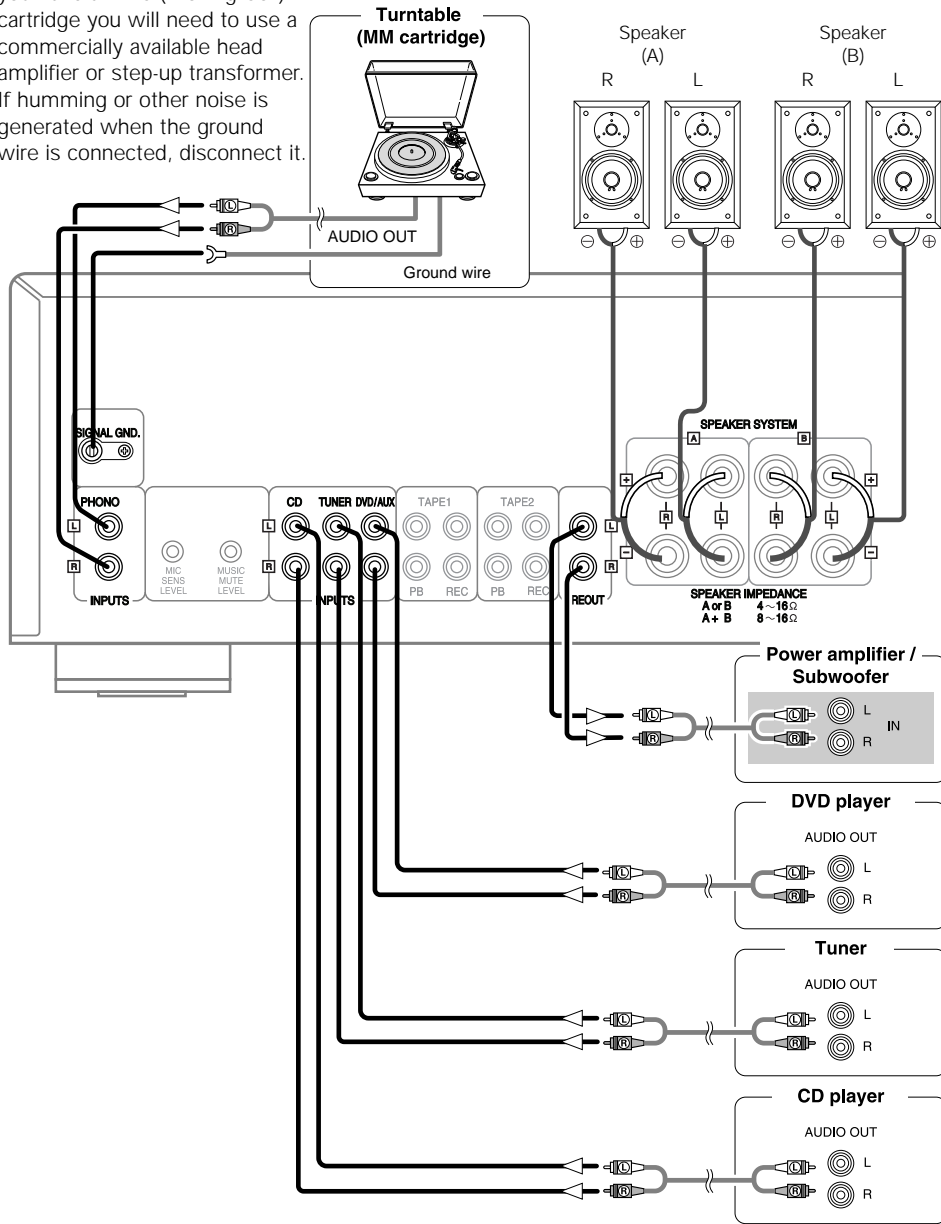 cartridge you will need to use a
commercially available head
amplifier or step-up transformer.
If humming or other noise is
generated when the ground
wire is connected, disconnect it.
Turntable
(MM cartridge)
AUDIO OUT
Ground wire
Speaker
(A)
R L
Speaker
(B)
R L
⊖ ⊕ ⊖ ⊕
SIGNAL GND.
PHONO
L
R
INPUTS
MIC
SENS
LEVEL
MUSIC
MUTE
LEVEL
CD TUNER DVD/AUX
L
R
INPUTS
TAPE1
PB REC
TAPE2
PB REC
L
R
REOUT
SPEAKER SYSTEM
A B
+ +
R L R L
− −
SPEAKER IMPEDANCE
A or B 4～16Ω
A + B 8～16Ω
L
R
Power amplifier /
Subwoofer
L L L
IN
R R R
DVD player
AUDIO OUT
L L L
R R R
Tuner
AUDIO OUT
L L L
R R R
CD player
AUDIO OUT
L L L
R R R